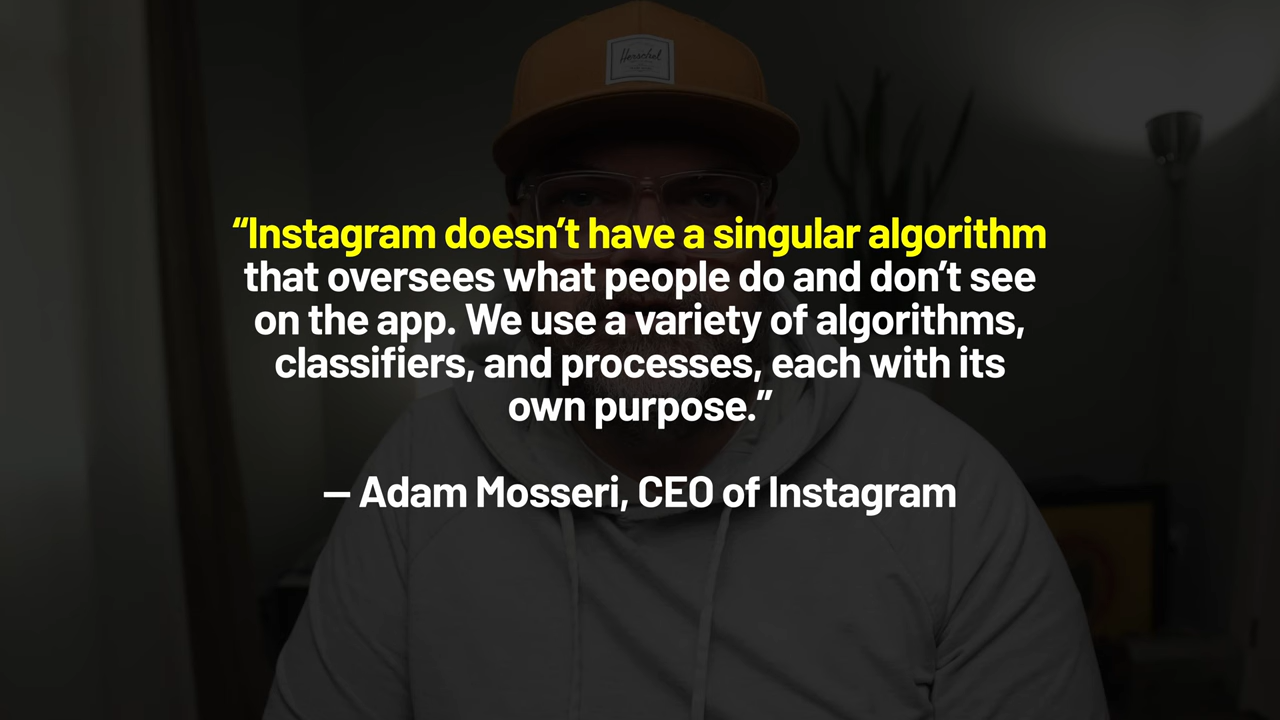 Herschel
“Instagram doesn’t have a singular algorithm
that oversees what people do and don’t see
on the app. We use a variety of algorithms,
classifiers, and processes, each with its
own purpose.”
— Adam Mosseri, CEO of Instagram